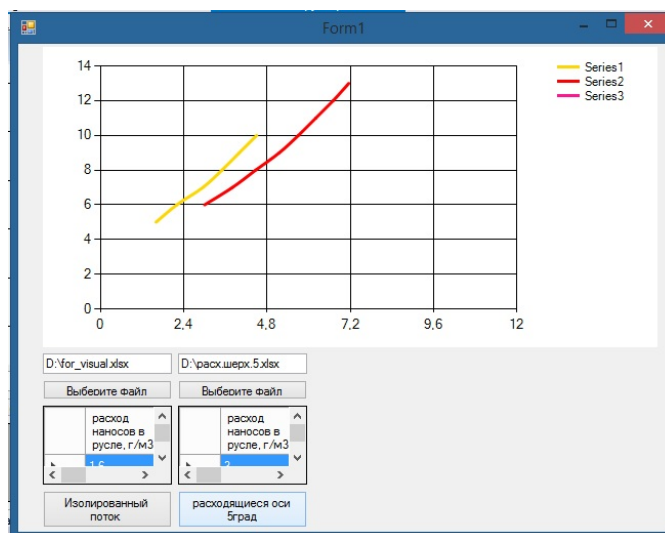 Form1
14
12
10
8
6
4
2
0
0 2,4 4,8 7,2 9,6 12
Series1
Series2
Series3
D:\for_visual.xlsx D:\расх.шерх.5.xlsx
Выберите файл Выберите файл
расход наносов в русле, г/м3
1,6
расход наносов в русле, г/м3
Изолированный поток
расходящиеся оси 5град